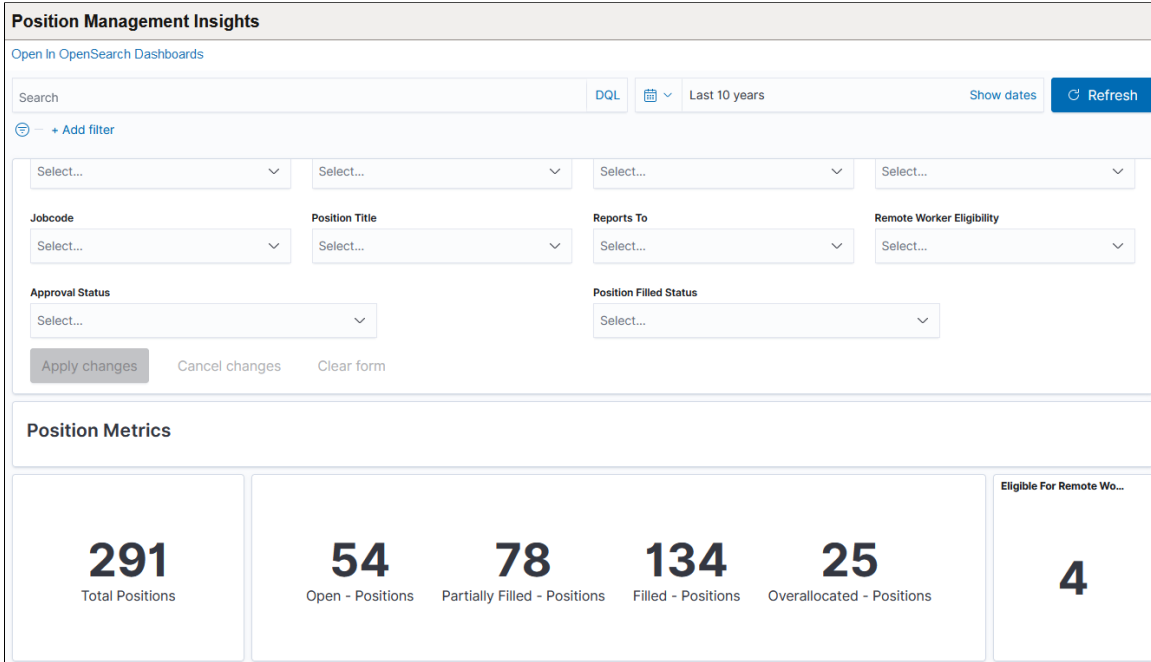 Position Management Insights
Open In OpenSearch Dashboards
Search DQL Last 10 years Show dates Refresh
+ Add filter
Select... Select... Select... Select...
Jobcode Position Title Reports To Remote Worker Eligibility
Select... Select... Select... Select...
Approval Status Position Filled Status
Select... Select...
Apply changes Cancel changes Clear form
Position Metrics
Eligible For Remote Wo...
291 54 78 134 25 4
Total Positions Open - Positions Partially Filled - Positions Filled - Positions Overallocated - Positions